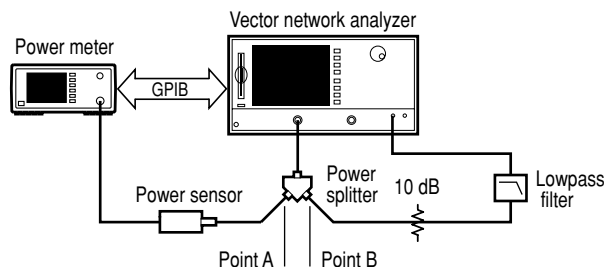 Vector network analyzer
Power meter
GPIB
Power sensor
Power
splitter
10 dB
Lowpass
filter
Point A
Point B